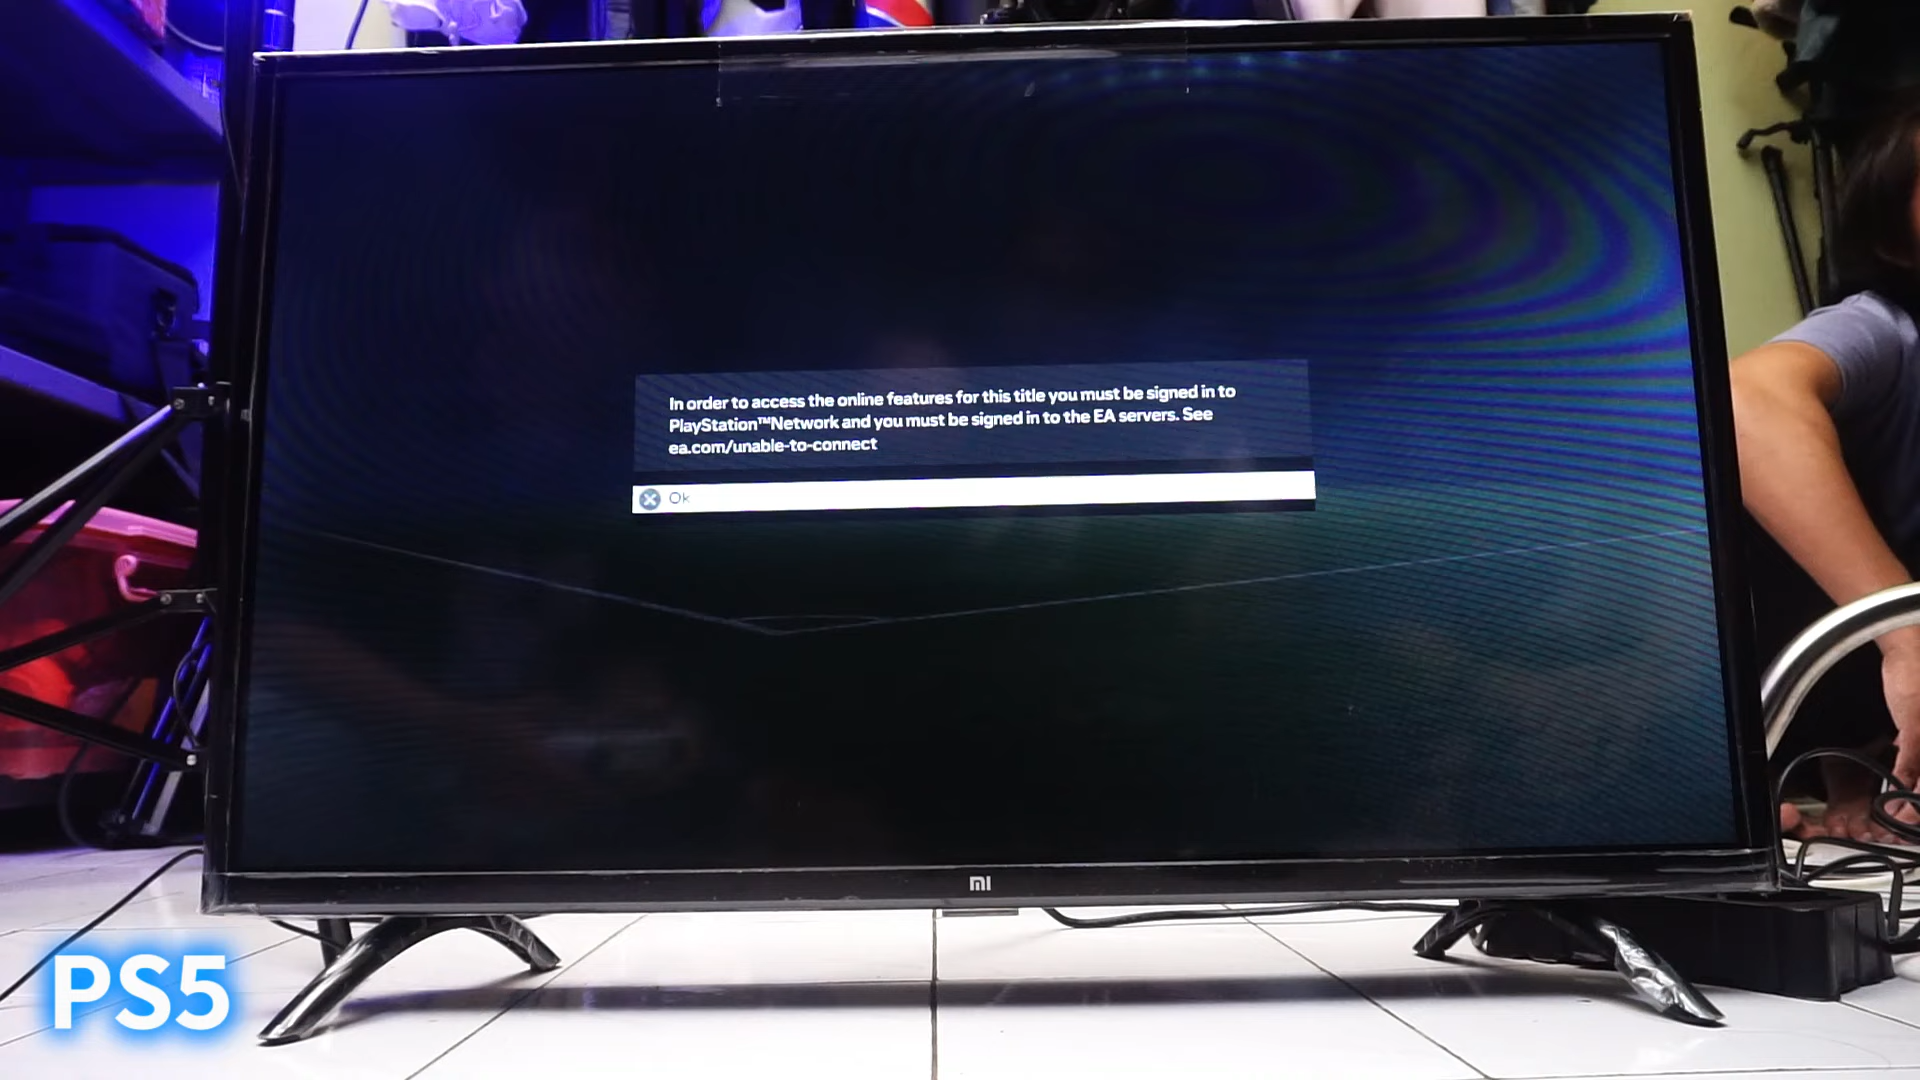 In order to access the online features for this title you must be signed in to
PlayStation™Network and you must be signed in to the EA servers. See
ea.com/unable-to-connect
Ok
mi
PS5